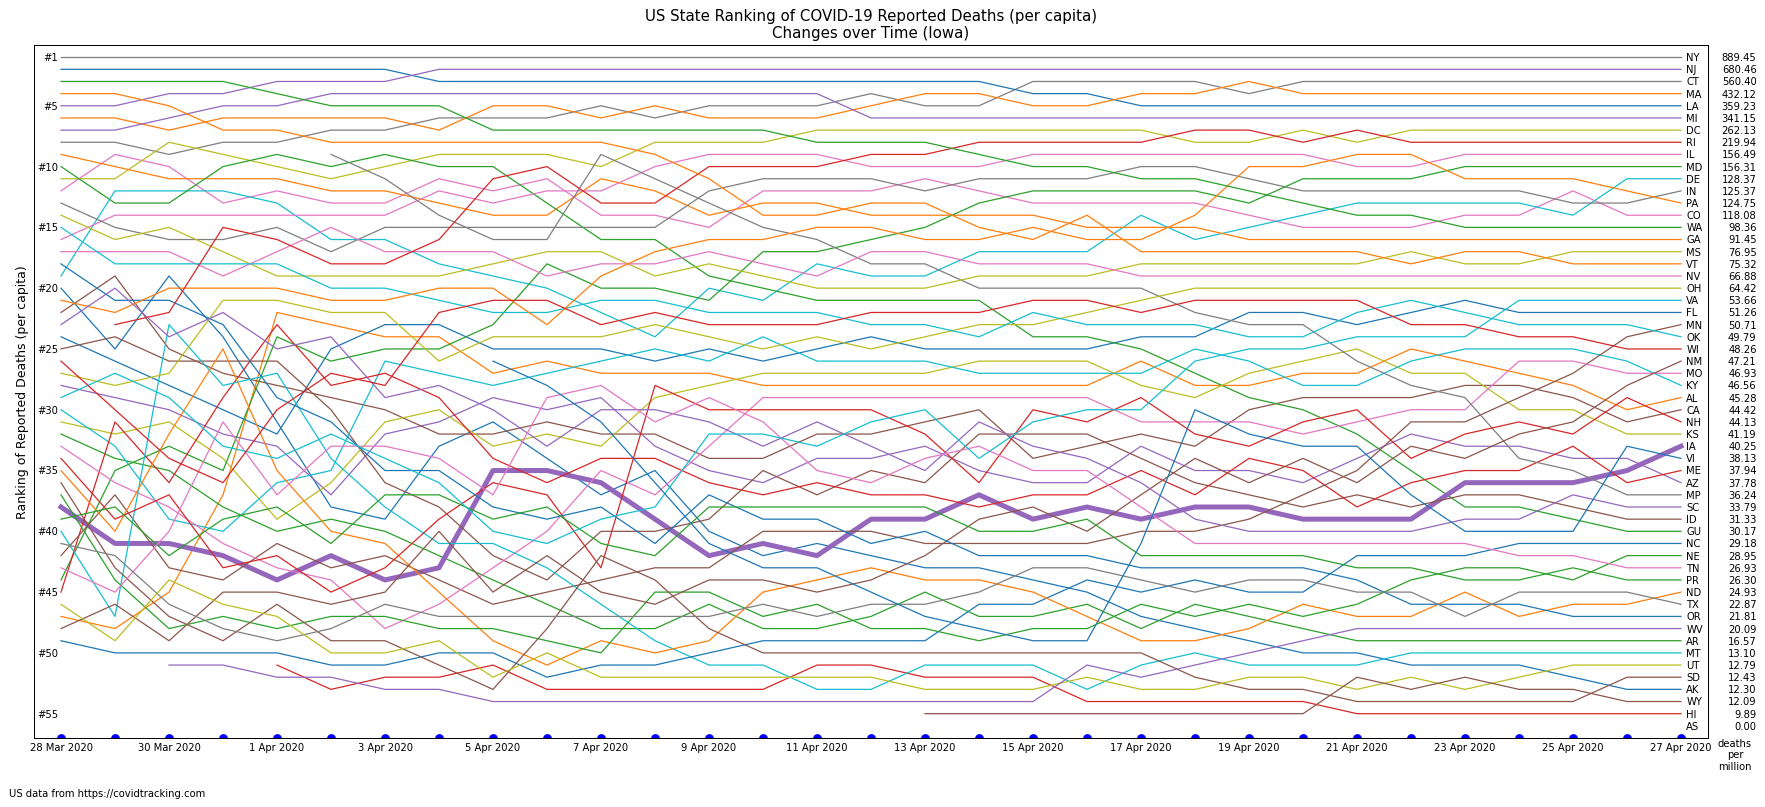 US State Ranking of COVID-19 Reported Deaths (per capita)
Changes over Time (Iowa)
Ranking of Reported Deaths (per capita)
#1
#5
#10
#15
#20
#25
#30
#35
#40
#45
#50
#55
NY 889.45
NJ 680.46
CT 560.40
MA 432.12
LA 359.23
MI 341.15
DC 262.13
RI 219.94
IL 156.49
MD 156.31
DE 128.37
IN 125.37
PA 124.75
CO 118.08
WA 98.36
GA 91.45
MS 76.95
VT 75.32
NV 66.88
OH 64.42
VA 53.66
FL 51.26
MN 50.71
OK 49.79
WI 48.26
NM 47.21
MO 46.93
KY 46.56
AL 45.28
CA 44.42
NH 44.13
KS 41.19
IA 40.25
VI 38.13
ME 37.94
AZ 37.78
MP 36.24
SC 33.79
ID 31.33
GU 30.17
NC 29.18
NE 28.95
TN 26.93
PR 26.30
ND 24.93
TX 22.87
OR 21.81
WV 20.09
AR 16.57
MT 13.10
UT 12.79
SD 12.43
AK 12.30
WY 12.09
HI 9.89
AS 0.00
28 Mar 2020 30 Mar 2020 1 Apr 2020 3 Apr 2020 5 Apr 2020 7 Apr 2020 9 Apr 2020 11 Apr 2020 13 Apr 2020 15 Apr 2020 17 Apr 2020 19 Apr 2020 21 Apr 2020 23 Apr 2020 25 Apr 2020 27 Apr 2020
deaths
per
million
US data from https://covidtracking.com